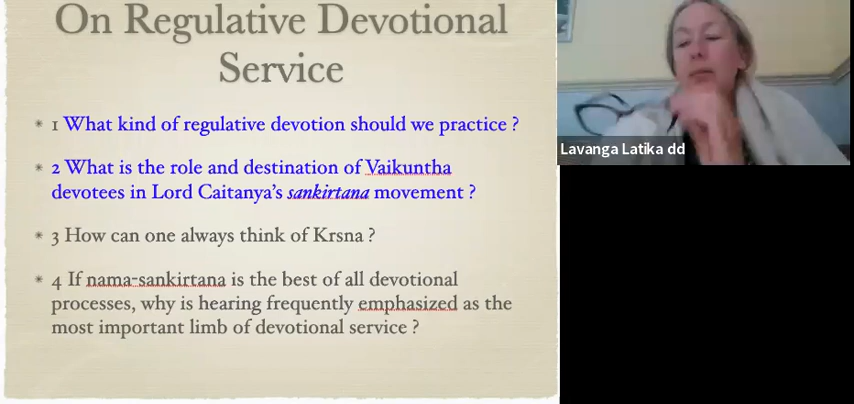 On Regulative Devotional
Service
* 1 What kind of regulative devotion should we practice ?
* 2 What is the role and destination of Vaikuntha
devotees in Lord Caitanya's sankirtana movement ?
* 3 How can one always think of Krsna ?
* 4 If nama-sankirtana is the best of all devotional
processes, why is hearing frequently emphasized as the
most important limb of devotional service ?
Lavanga Latika dd